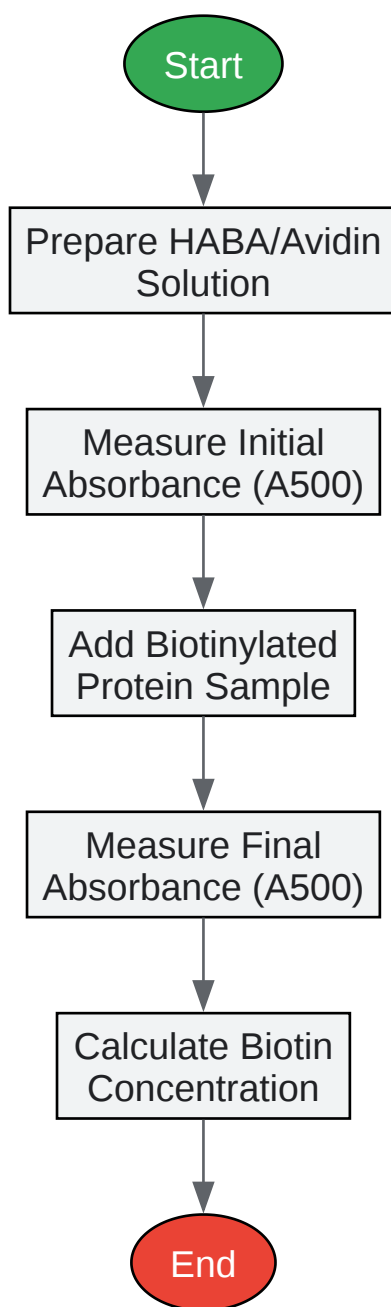 Start
Prepare HABA/Avidin
Solution
Measure Initial
Absorbance (A500)
Add Biotinylated
Protein Sample
Measure Final
Absorbance (A500)
Calculate Biotin
Concentration
End